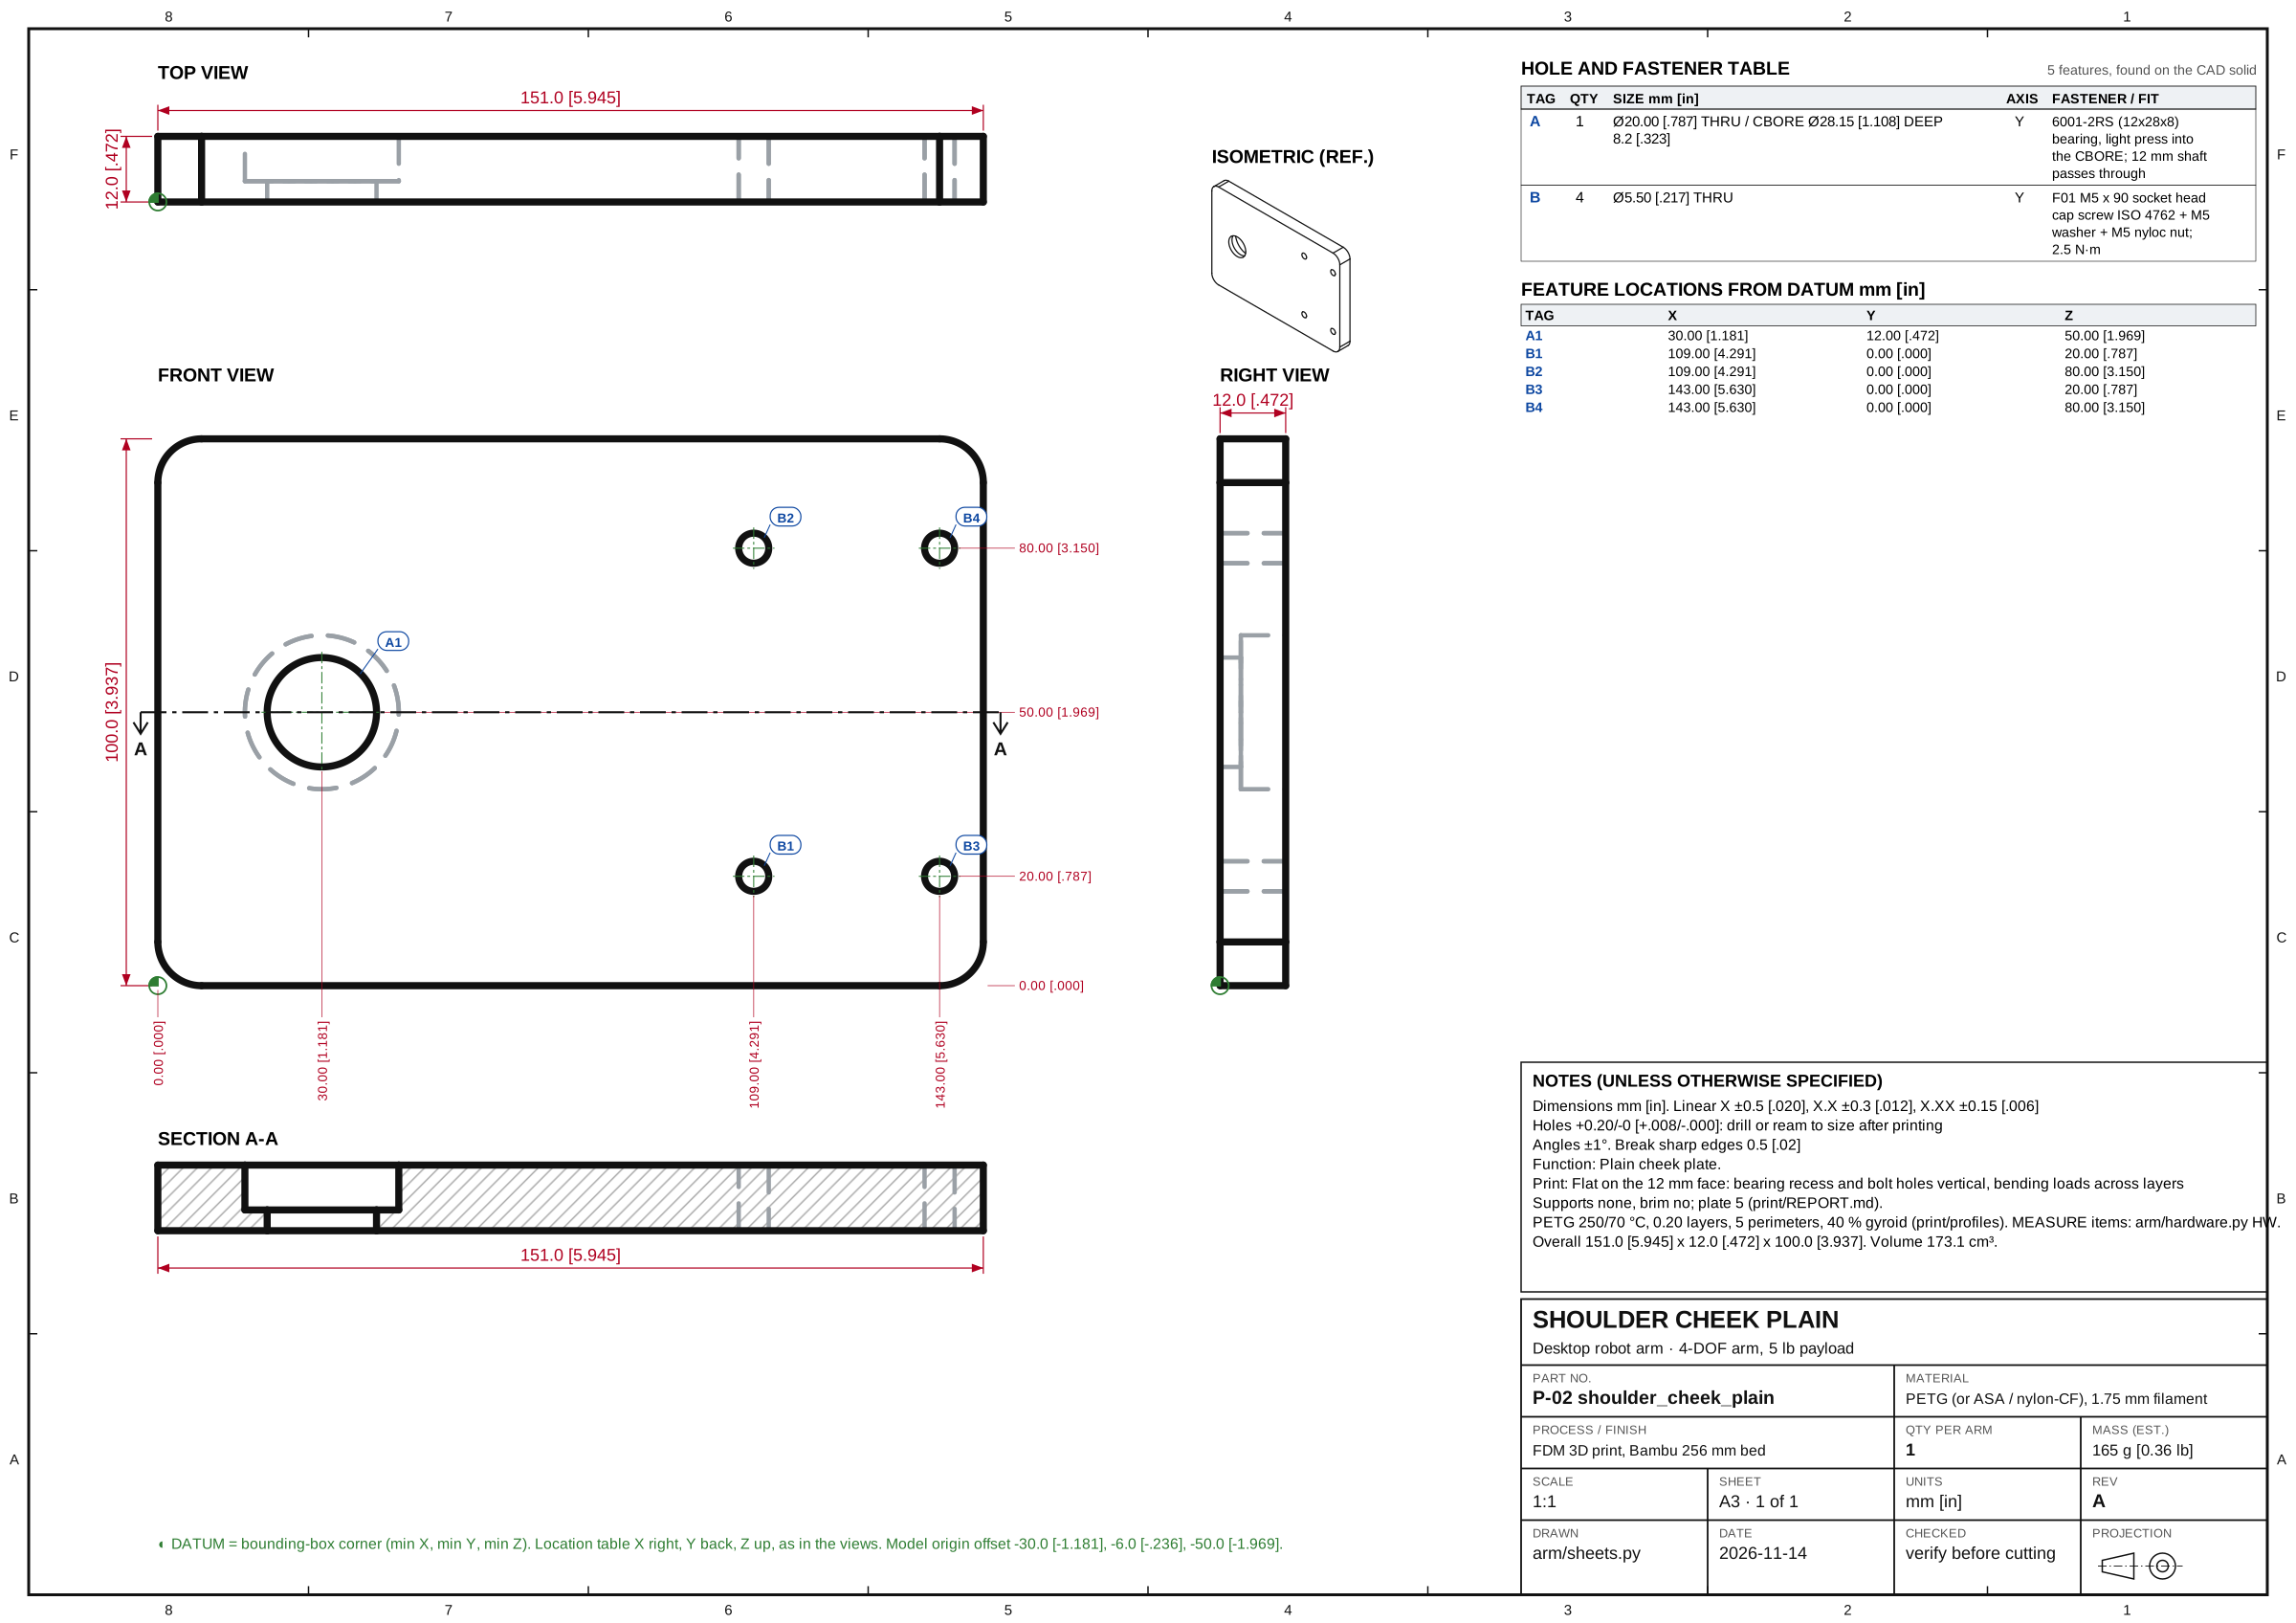 8 7 6 5 4 3 2 1
TOP VIEW
151.0 [5.945]
12.0 [.472]
F
F
ISOMETRIC (REF.)
HOLE AND FASTENER TABLE
5 features, found on the CAD solid
TAG QTY SIZE mm [in] AXIS FASTENER / FIT
A 1 Ø20.00 [.787] THRU / CBORE Ø28.15 [1.108] DEEP Y 6001-2RS (12x28x8)
8.2 [.323] bearing, light press into
the CBORE; 12 mm shaft
passes through
B 4 Ø5.50 [.217] THRU Y F01 M5 x 90 socket head
cap screw ISO 4762 + M5
washer + M5 nyloc nut;
2.5 N·m
FEATURE LOCATIONS FROM DATUM mm [in]
TAG X Y Z
A1 30.00 [1.181] 12.00 [.472] 50.00 [1.969]
B1 109.00 [4.291] 0.00 [.000] 20.00 [.787]
B2 109.00 [4.291] 0.00 [.000] 80.00 [3.150]
B3 143.00 [5.630] 0.00 [.000] 20.00 [.787]
B4 143.00 [5.630] 0.00 [.000] 80.00 [3.150]
FRONT VIEW
RIGHT VIEW
12.0 [.472]
E
E
B2
B4
80.00 [3.150]
A1
D
D
100.0 [3.937]
50.00 [1.969]
A
A
B1
B3
20.00 [.787]
C
C
0.00 [.000]
0.00 [.000]
30.00 [1.181]
109.00 [4.291]
143.00 [5.630]
SECTION A-A
151.0 [5.945]
B
B
NOTES (UNLESS OTHERWISE SPECIFIED)
Dimensions mm [in]. Linear X ±0.5 [.020], X.X ±0.3 [.012], X.XX ±0.15 [.006]
Holes +0.20/-0 [+.008/-.000]: drill or ream to size after printing
Angles ±1°. Break sharp edges 0.5 [.02]
Function: Plain cheek plate.
Print: Flat on the 12 mm face: bearing recess and bolt holes vertical, bending loads across layers
Supports none, brim no; plate 5 (print/REPORT.md).
PETG 250/70 °C, 0.20 layers, 5 perimeters, 40 % gyroid (print/profiles). MEASURE items: arm/hardware.py HW.
Overall 151.0 [5.945] x 12.0 [.472] x 100.0 [3.937]. Volume 173.1 cm³.
SHOULDER CHEEK PLAIN
Desktop robot arm · 4-DOF arm, 5 lb payload
PART NO.
P-02 shoulder_cheek_plain
MATERIAL
PETG (or ASA / nylon-CF), 1.75 mm filament
PROCESS / FINISH
FDM 3D print, Bambu 256 mm bed
QTY PER ARM
1
MASS (EST.)
165 g [0.36 lb]
SCALE
1:1
SHEET
A3 · 1 of 1
UNITS
mm [in]
REV
A
DRAWN
arm/sheets.py
DATE
2026-11-14
CHECKED
verify before cutting
PROJECTION
A
A
DATUM = bounding-box corner (min X, min Y, min Z). Location table X right, Y back, Z up, as in the views. Model origin offset -30.0 [-1.181], -6.0 [-.236], -50.0 [-1.969].
8 7 6 5 4 3 2 1